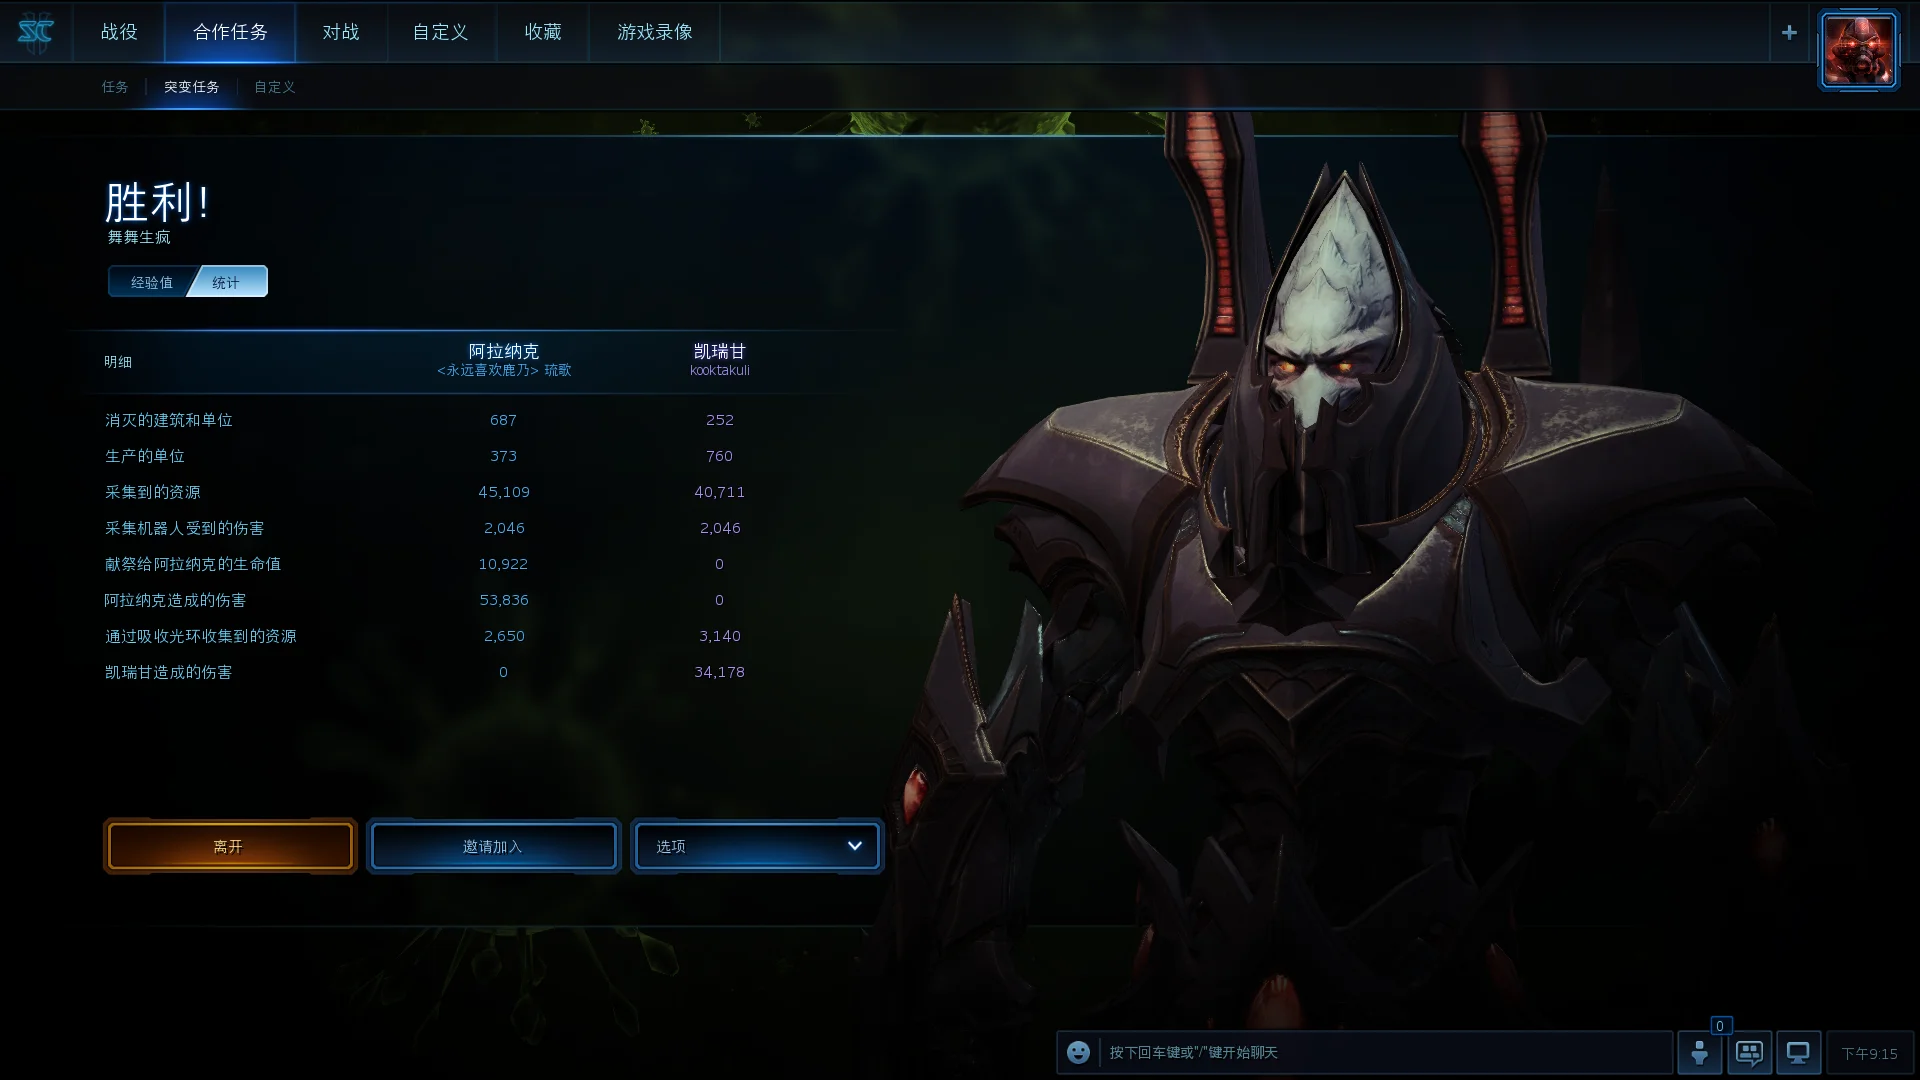 战役 合作任务 对战 自定义 收藏 游戏录像
任务 突变任务 自定义
胜利!
舞舞生疯
经验值 统计
明细 阿拉纳克 凯瑞甘
<永远喜欢鹿乃> 琉歌 kooktakuli
消灭的建筑和单位 687 252
生产的单位 373 760
采集到的资源 45,109 40,711
采集机器人受到的伤害 2,046 2,046
献祭给阿拉纳克的生命值 10,922 0
阿拉纳克造成的伤害 53,836 0
通过吸收光环收集到的资源 2,650 3,140
凯瑞甘造成的伤害 0 34,178
离开 邀请加入 选项
0
按下回车键或"/"键开始聊天 下午9:15